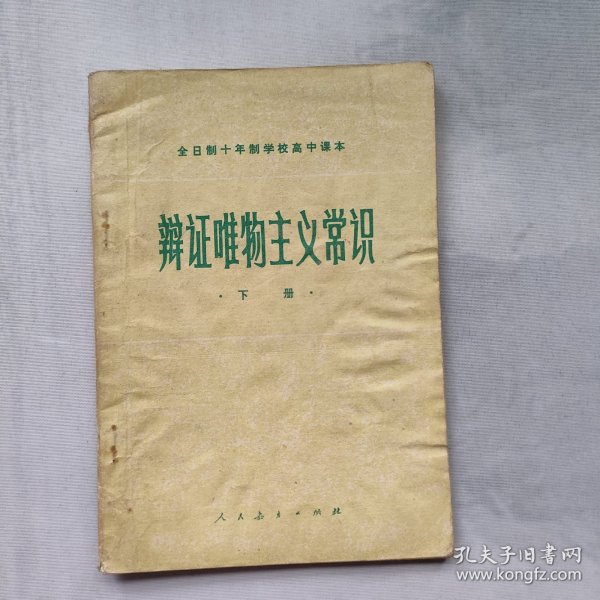 全日制十年制学校高中课本
辩证唯物主义常识
·下册·
人民教育出版社
孔夫子旧书网
www.kongfz.com